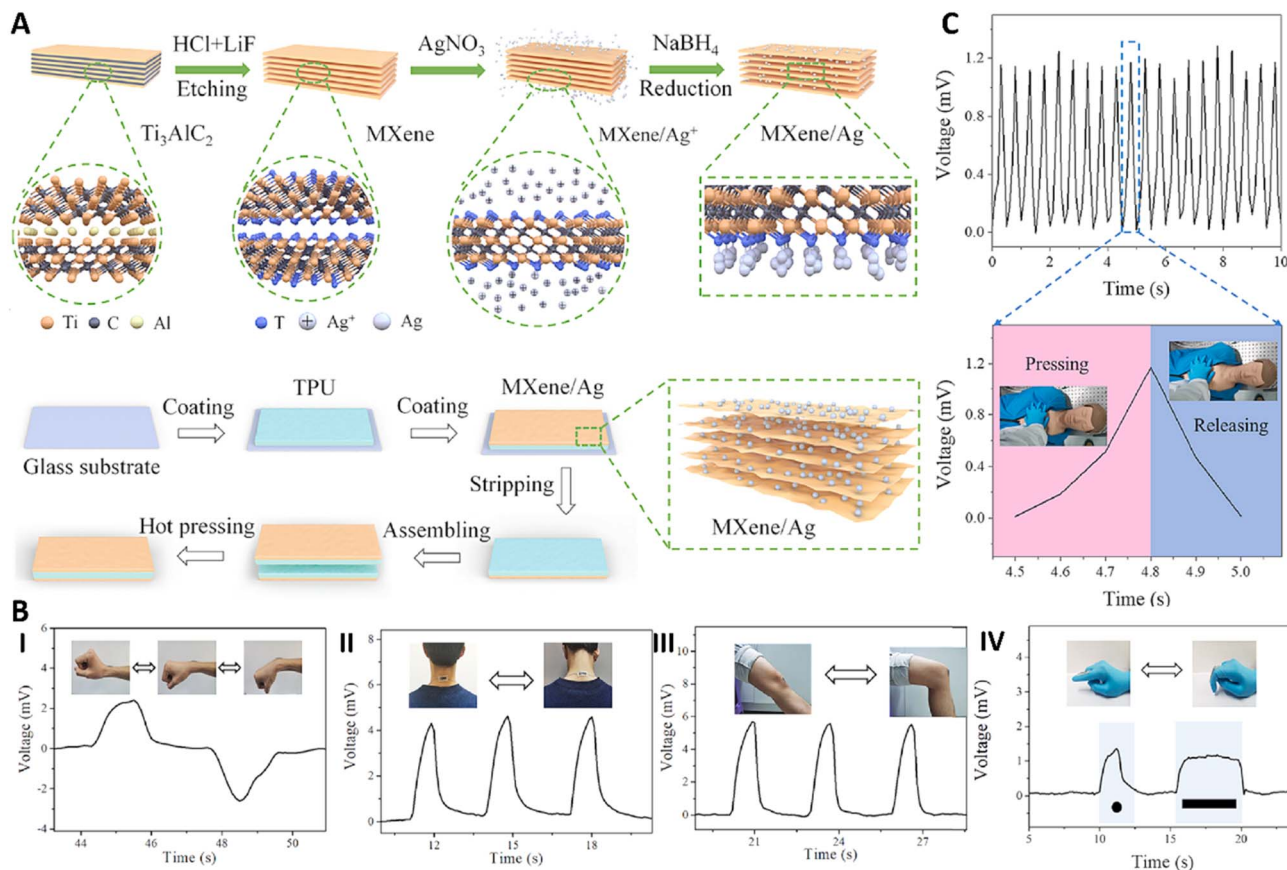 A
HCl+LiF
Etching
AgNO₃
NaBH₄
Reduction
Ti₃AlC₂
MXene
MXene/Ag⁺
MXene/Ag
Ti C Al T + Ag⁺ Ag
Glass substrate
Coating
TPU
Coating
MXene/Ag
Stripping
MXene/Ag
Assembling
Hot pressing
B
I
Voltage (mV)
6
4
2
0
-2
-4
44 46 48 50
Time (s)
II
Voltage (mV)
8
6
4
2
0
12 15 18
Time (s)
III
Voltage (mV)
10
8
6
4
2
0
21 24 27
Time (s)
IV
Voltage (mV)
4
3
2
1
0
5 10 15 20
Time (s)
C
Voltage (mV)
1.2
0.8
0.4
0.0
0 2 4 6 8 10
Time (s)
Voltage (mV)
1.2
0.8
0.4
0.0
Pressing
Releasing
4.5 4.6 4.7 4.8 4.9 5.0
Time (s)